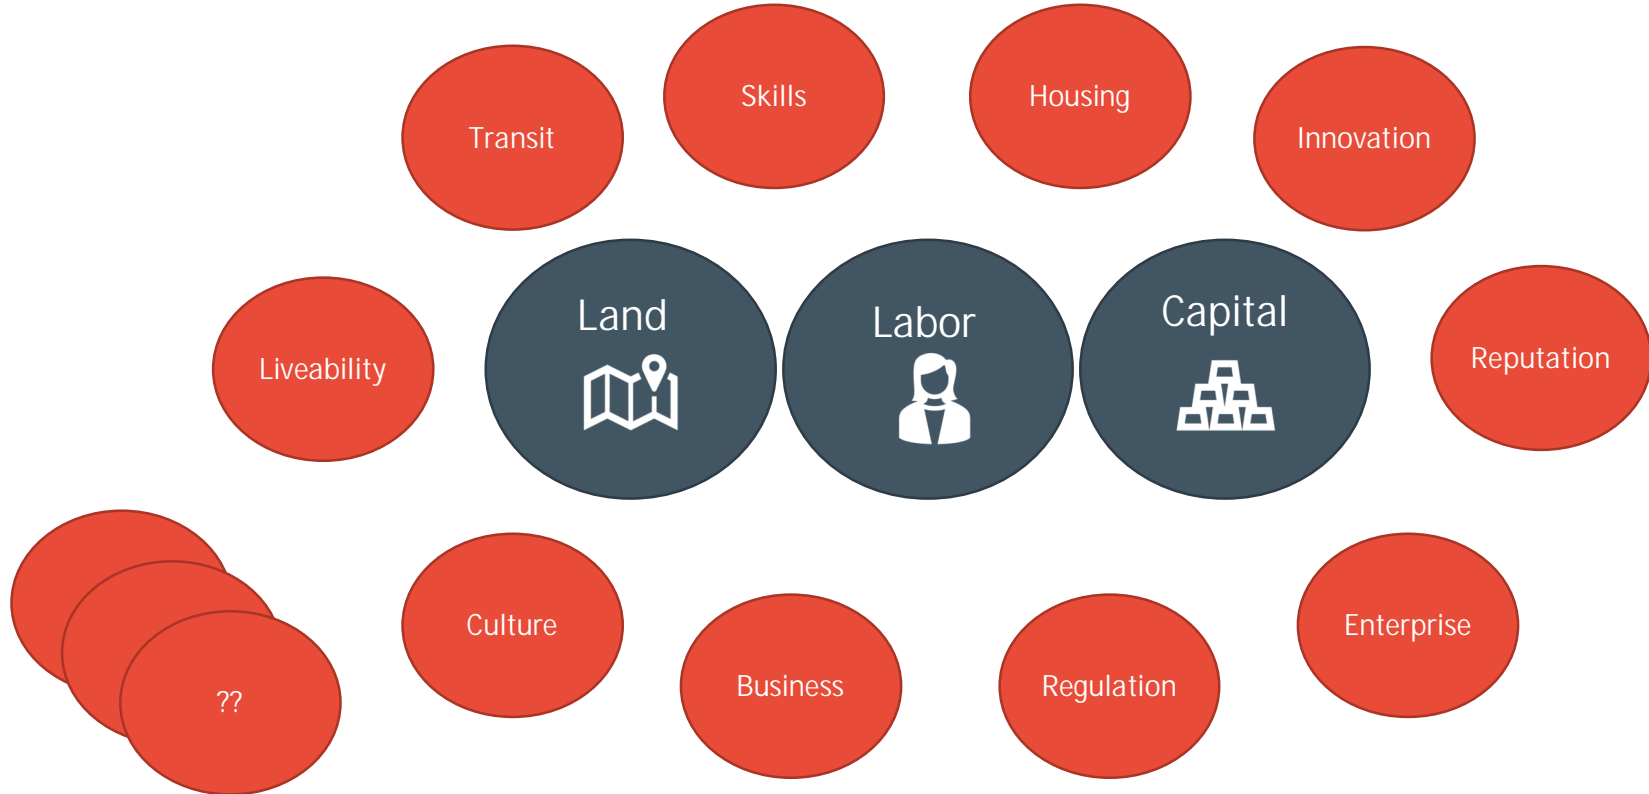 Skills
Housing
Transit
Innovation
Land
Labor
Capital
Liveability
Reputation
Culture
Enterprise
Business
Regulation
??